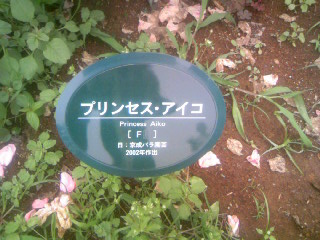 プリンセス・アイコ
Princess Aiko
[ F ]
日：京成バラ園芸
2002年作出